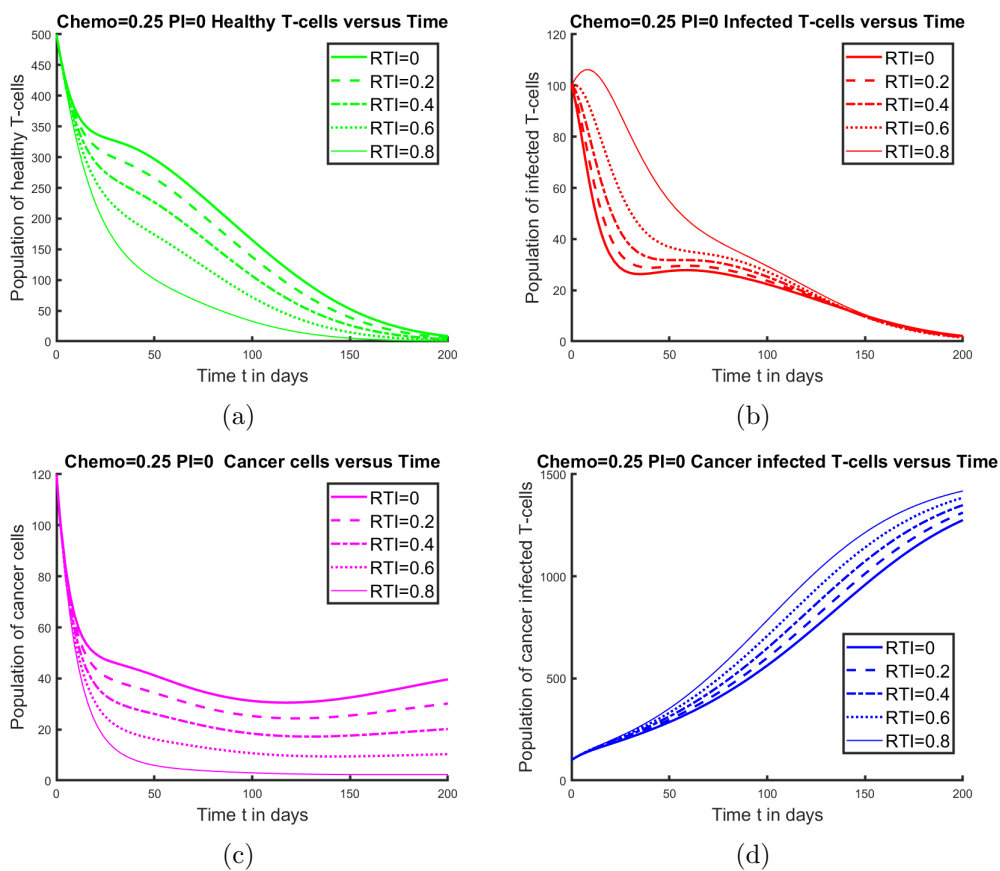 Chemo=0.25 PI=0 Healthy T-cells versus Time
Population of healthy T-cells
500
450
400
350
300
250
200
150
100
50
0
0 50 100 150 200
Time t in days
RTI=0
RTI=0.2
RTI=0.4
RTI=0.6
RTI=0.8
(a)
Chemo=0.25 PI=0 Infected T-cells versus Time
Population of infected T-cells
120
100
80
60
40
20
0
0 50 100 150 200
Time t in days
RTI=0
RTI=0.2
RTI=0.4
RTI=0.6
RTI=0.8
(b)
Chemo=0.25 PI=0 Cancer cells versus Time
Population of cancer cells
120
100
80
60
40
20
0
0 50 100 150 200
Time t in days
RTI=0
RTI=0.2
RTI=0.4
RTI=0.6
RTI=0.8
(c)
Chemo=0.25 PI=0 Cancer infected T-cells versus Time
Population of cancer infected T-cells
1500
1000
500
0
0 50 100 150 200
Time t in days
RTI=0
RTI=0.2
RTI=0.4
RTI=0.6
RTI=0.8
(d)